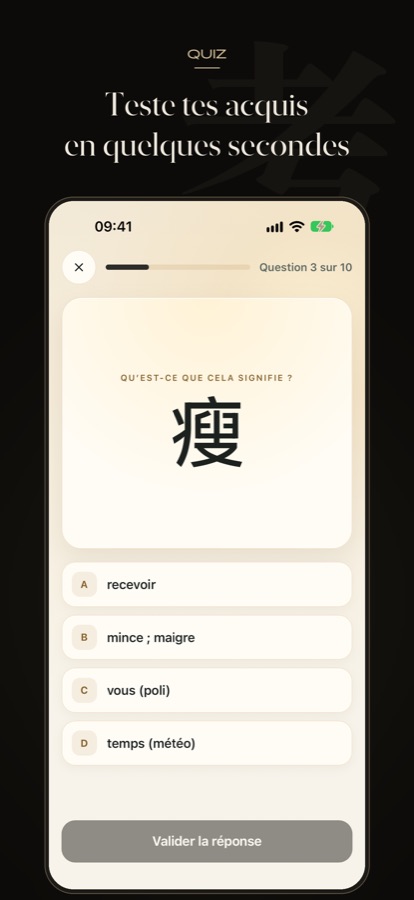 QUIZ
Teste tes acquis
en quelques secondes
考
09:41
Question 3 sur 10
QU'EST-CE QUE CELA SIGNIFIE ?
瘦
A recevoir
B mince ; maigre
C vous (poli)
D temps (météo)
Valider la réponse